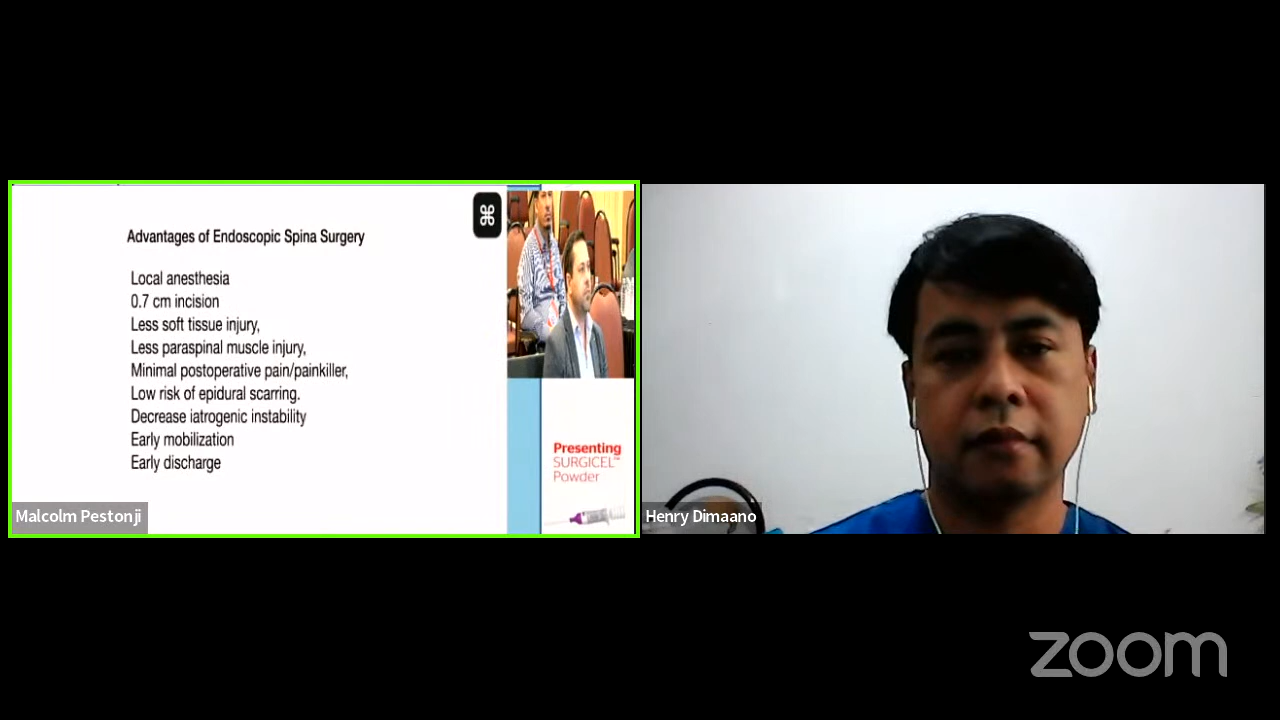 ⌘
Advantages of Endoscopic Spina Surgery
Local anesthesia
0.7 cm incision
Less soft tissue injury,
Less paraspinal muscle injury,
Minimal postoperative pain/painkiller,
Low risk of epidural scarring.
Decrease iatrogenic instability
Early mobilization
Early discharge
Presenting
SURGICEL™
Powder
Malcolm Pestonji
Henry Dimaano
zoom